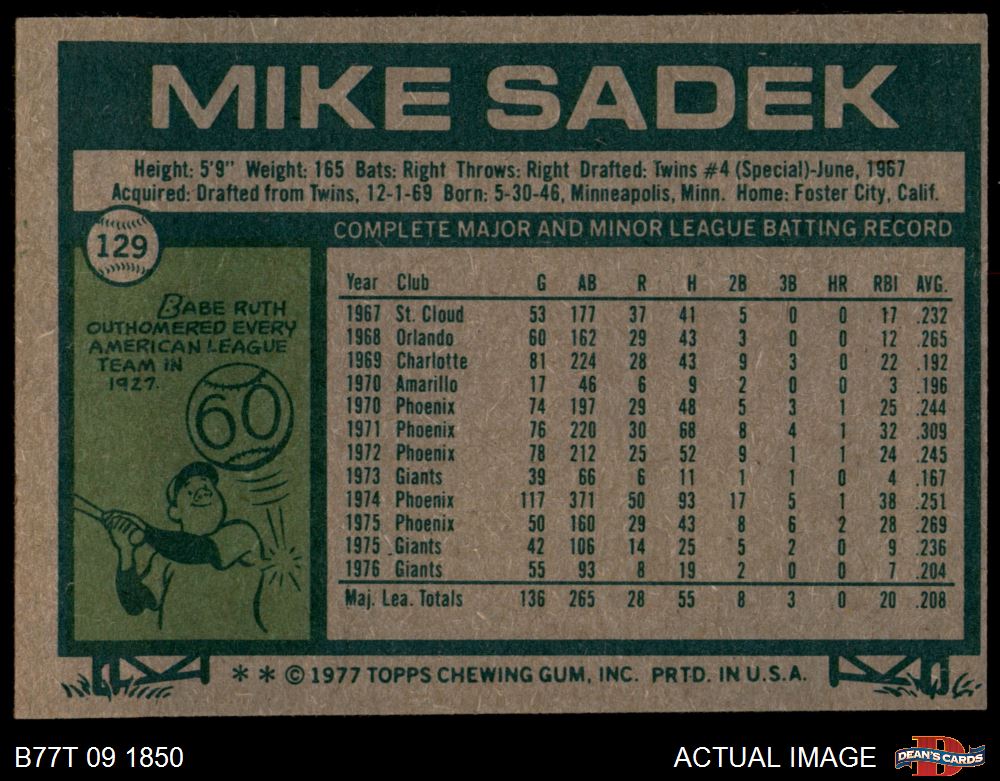 MIKE SADEK
Height: 5'9" Weight: 165 Bats: Right Throws: Right Drafted: Twins #4 (Special)-June, 1967
Acquired: Drafted from Twins, 12-1-69 Born: 5-30-46, Minneapolis, Minn. Home: Foster City, Calif.
129
COMPLETE MAJOR AND MINOR LEAGUE BATTING RECORD
BABE RUTH
OUTHOMERED EVERY
AMERICAN LEAGUE
TEAM IN
1927.
60
Year Club G AB R H 2B 3B HR RBI AVG.
1967 St. Cloud 53 177 37 41 5 0 0 17 .232
1968 Orlando 60 162 29 43 3 0 0 12 .265
1969 Charlotte 81 224 28 43 9 3 0 22 .192
1970 Amarillo 17 46 6 9 2 0 0 3 .196
1970 Phoenix 74 197 29 48 5 3 1 25 .244
1971 Phoenix 76 220 30 68 8 4 1 32 .309
1972 Phoenix 78 212 25 52 9 1 1 24 .245
1973 Giants 39 66 6 11 1 1 0 4 .167
1974 Phoenix 117 371 50 93 17 5 1 38 .251
1975 Phoenix 50 160 29 43 8 6 2 28 .269
1975 Giants 42 106 14 25 5 2 0 9 .236
1976 Giants 55 93 8 19 2 0 0 7 .204
Maj. Lea. Totals 136 265 28 55 8 3 0 20 .208
* * © 1977 TOPPS CHEWING GUM, INC. PRTD. IN U.S.A.
B77T 09 1850
ACTUAL IMAGE
D
DEAN'S CARDS